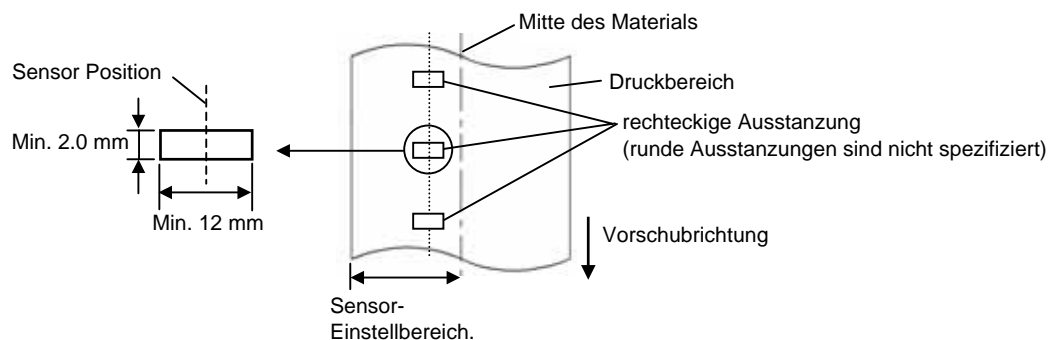 Mitte des Materials
Sensor Position
Druckbereich
Min. 2.0 mm
rechteckige Ausstanzung
(runde Ausstanzungen sind nicht spezifiziert)
Min. 12 mm
Vorschubrichtung
Sensor-
Einstellbereich.